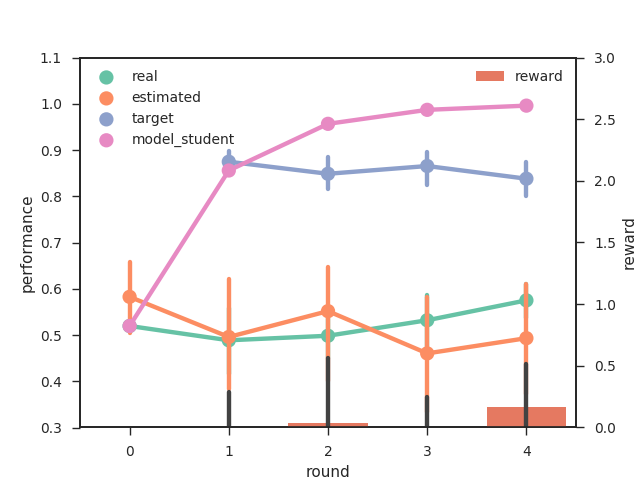 1.1
1.0
0.9
0.8
0.7
0.6
0.5
0.4
0.3
performance
real
estimated
target
model_student
reward
3.0
2.5
2.0
1.5
1.0
0.5
0.0
reward
0 1 2 3 4
round